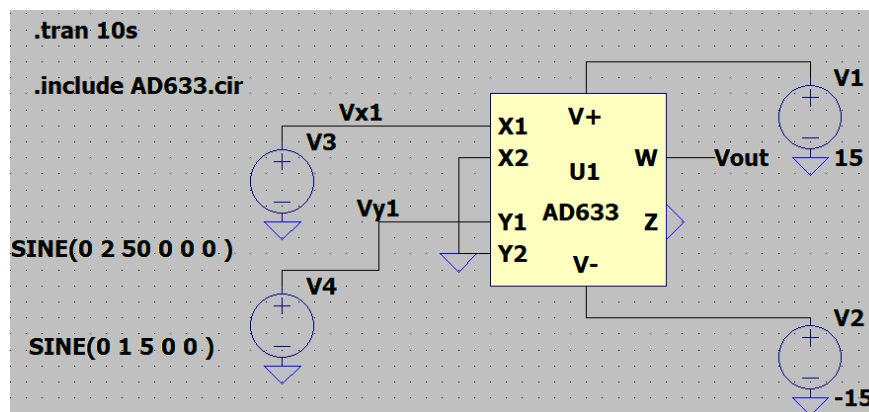 .tran 10s
.include AD633.cir
V1
Vx1
V+
X1
V3
X2
W
Vout
15
U1
Vy1
AD633
Y1
Z
SINE(0 2 50 0 0 0 )
Y2
V-
V4
V2
SINE(0 1 5 0 0 )
-15